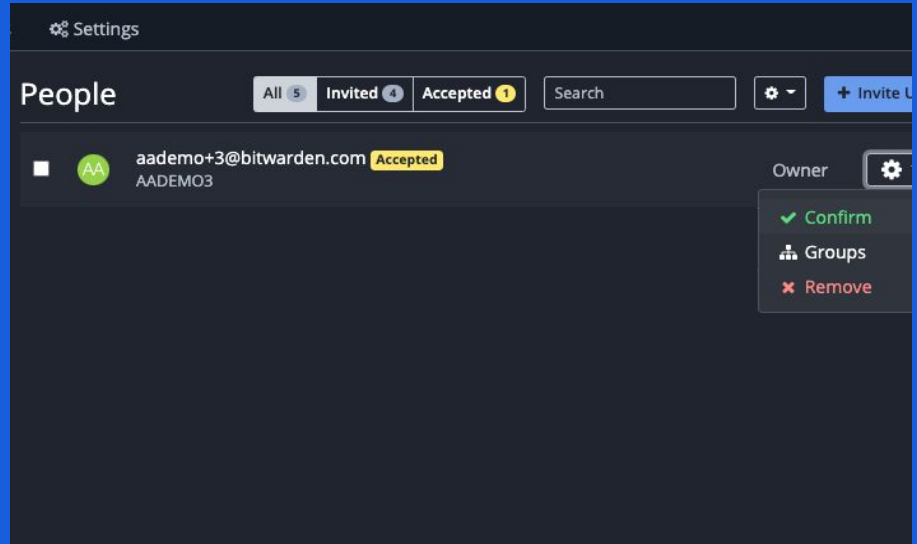 Settings
People
All 5 Invited 4 Accepted 1 Search + Invite U
aademo+3@bitwarden.com Accepted
AA
AADEMO3
Owner
Confirm
Groups
Remove